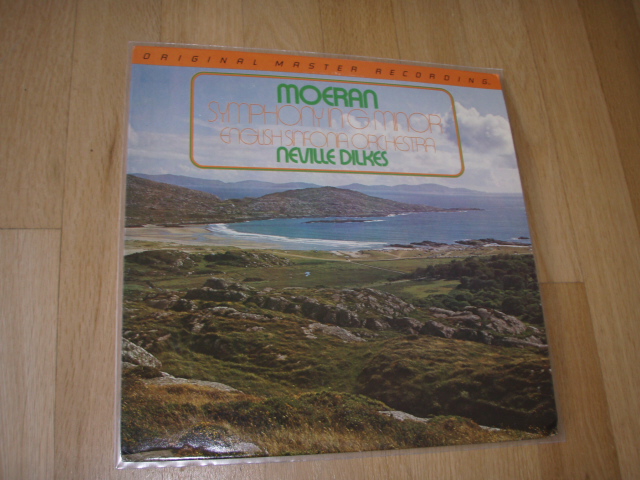 ORIGINAL MASTER RECORDING
MOERAN
SYMPHONY IN G MINOR
ENGLISH SINFONIA ORCHESTRA
NEVILLE DILKES